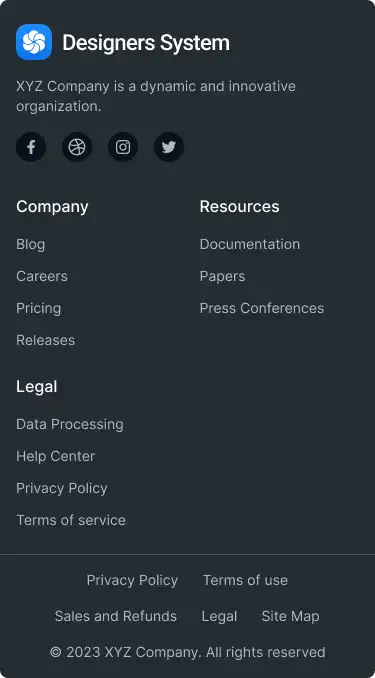 Designers System
XYZ Company is a dynamic and innovative
organization.
Company
Blog
Careers
Pricing
Releases
Resources
Documentation
Papers
Press Conferences
Legal
Data Processing
Help Center
Privacy Policy
Terms of service
Privacy Policy Terms of use
Sales and Refunds Legal Site Map
© 2023 XYZ Company. All rights reserved